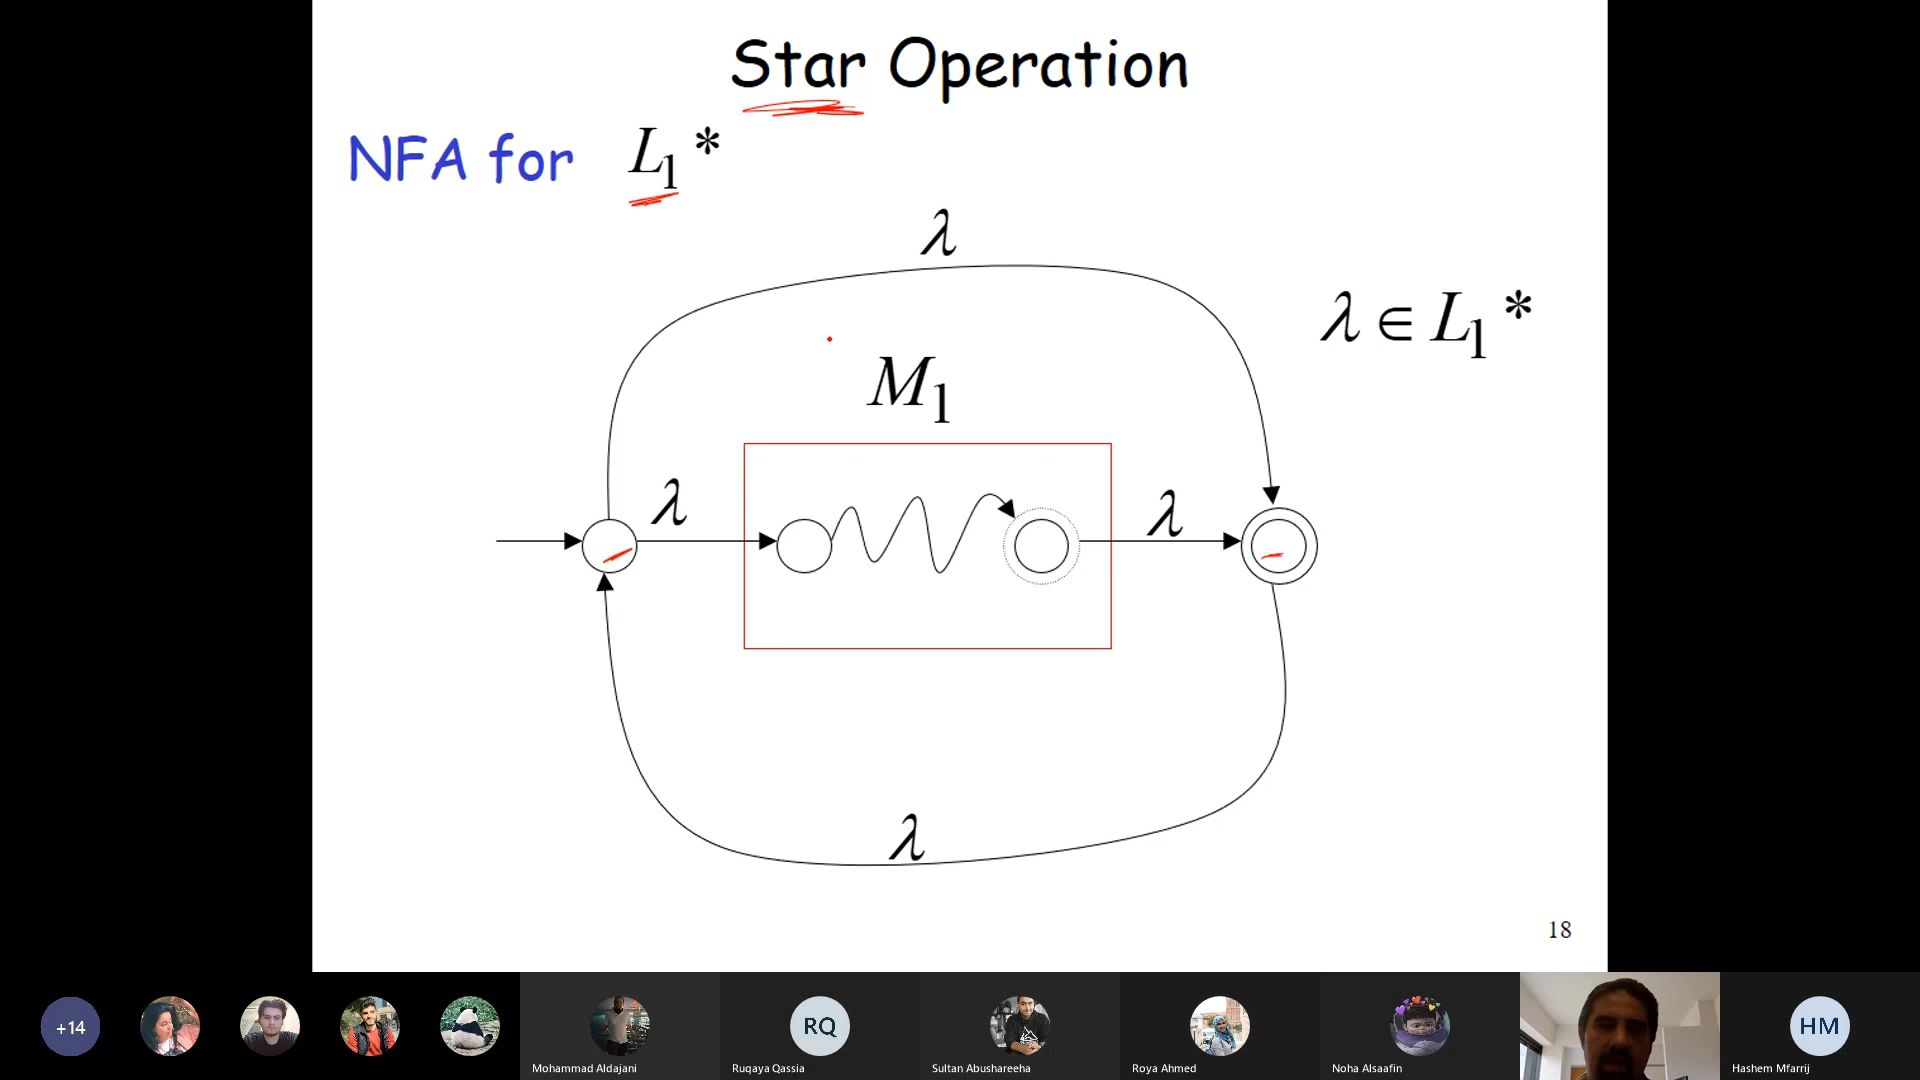 Star Operation
NFA for L₁*
λ
λ ∈ L₁*
M₁
λ
λ
λ
18
+14
RQ
HM
Mohammad Aldajani
Ruqaya Qassia
Sultan Abushareeha
Roya Ahmed
Noha Alsaafin
Hashem Mfarrij